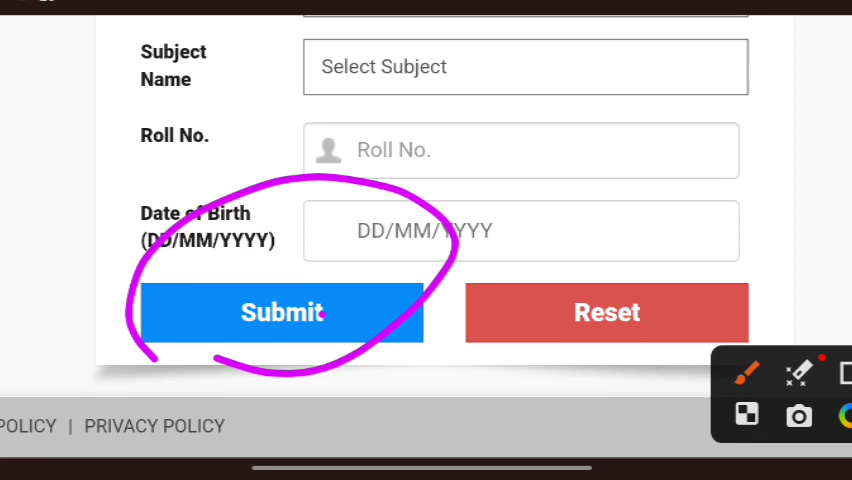 Subject
Name
Select Subject
Roll No.
Roll No.
Date of Birth
(DD/MM/YYYY)
DD/MM/YYYY
Submit
Reset
POLICY | PRIVACY POLICY